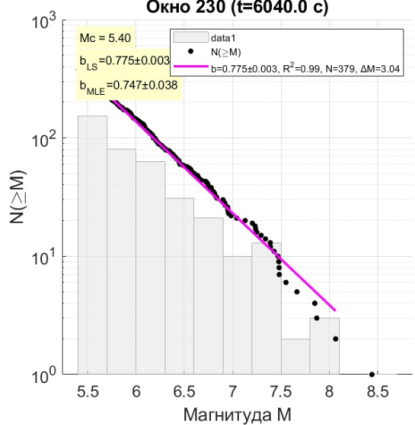 Окно 230 (t=6040.0 c)
Mc = 5.40
b_LS=0.775±0.003
b_MLE=0.747±0.038
data1
N(≥M)
b=0.775±0.003, R²=0.99, N=379, ΔM=3.04
N(≥M)
10³
10²
10¹
10⁰
5.5 6 6.5 7 7.5 8 8.5
Магнитуда М